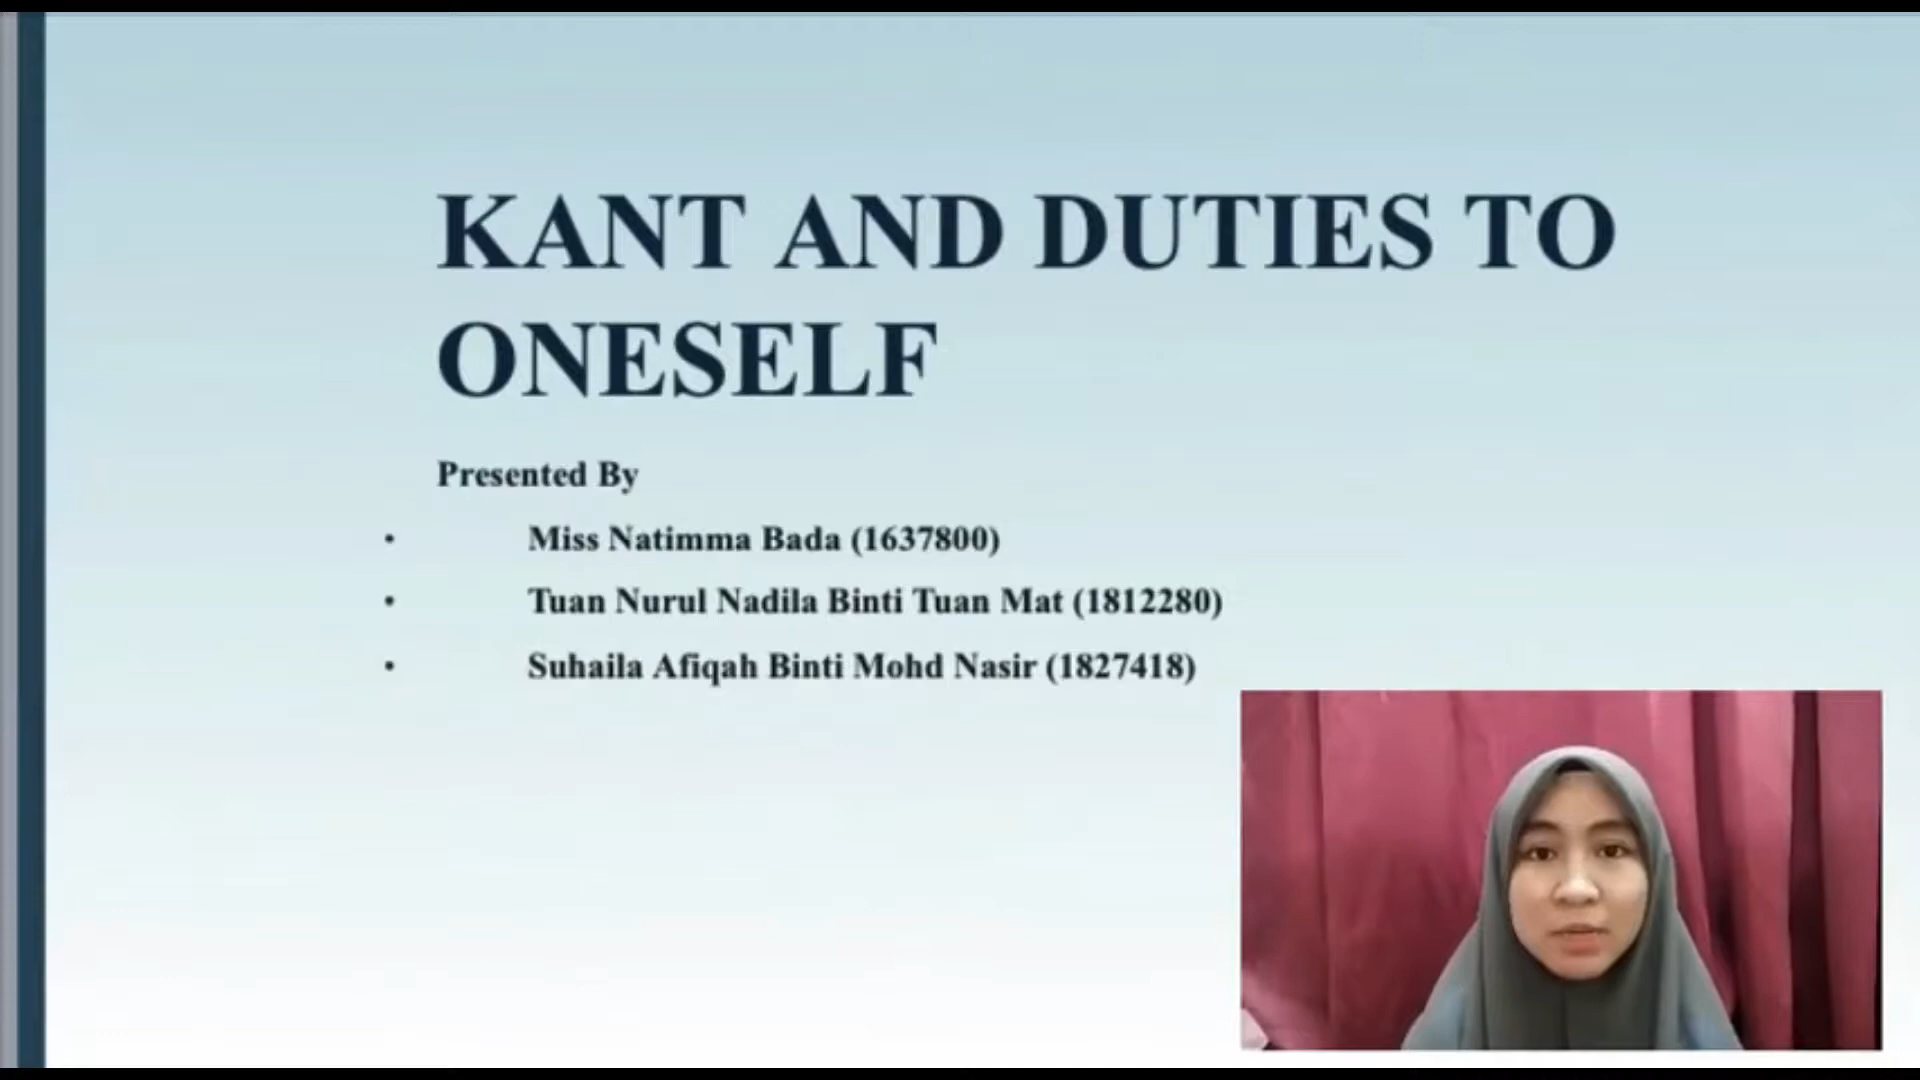 KANT AND DUTIES TO
ONESELF
Presented By
• Miss Natimma Bada (1637800)
• Tuan Nurul Nadila Binti Tuan Mat (1812280)
• Suhaila Afiqah Binti Mohd Nasir (1827418)